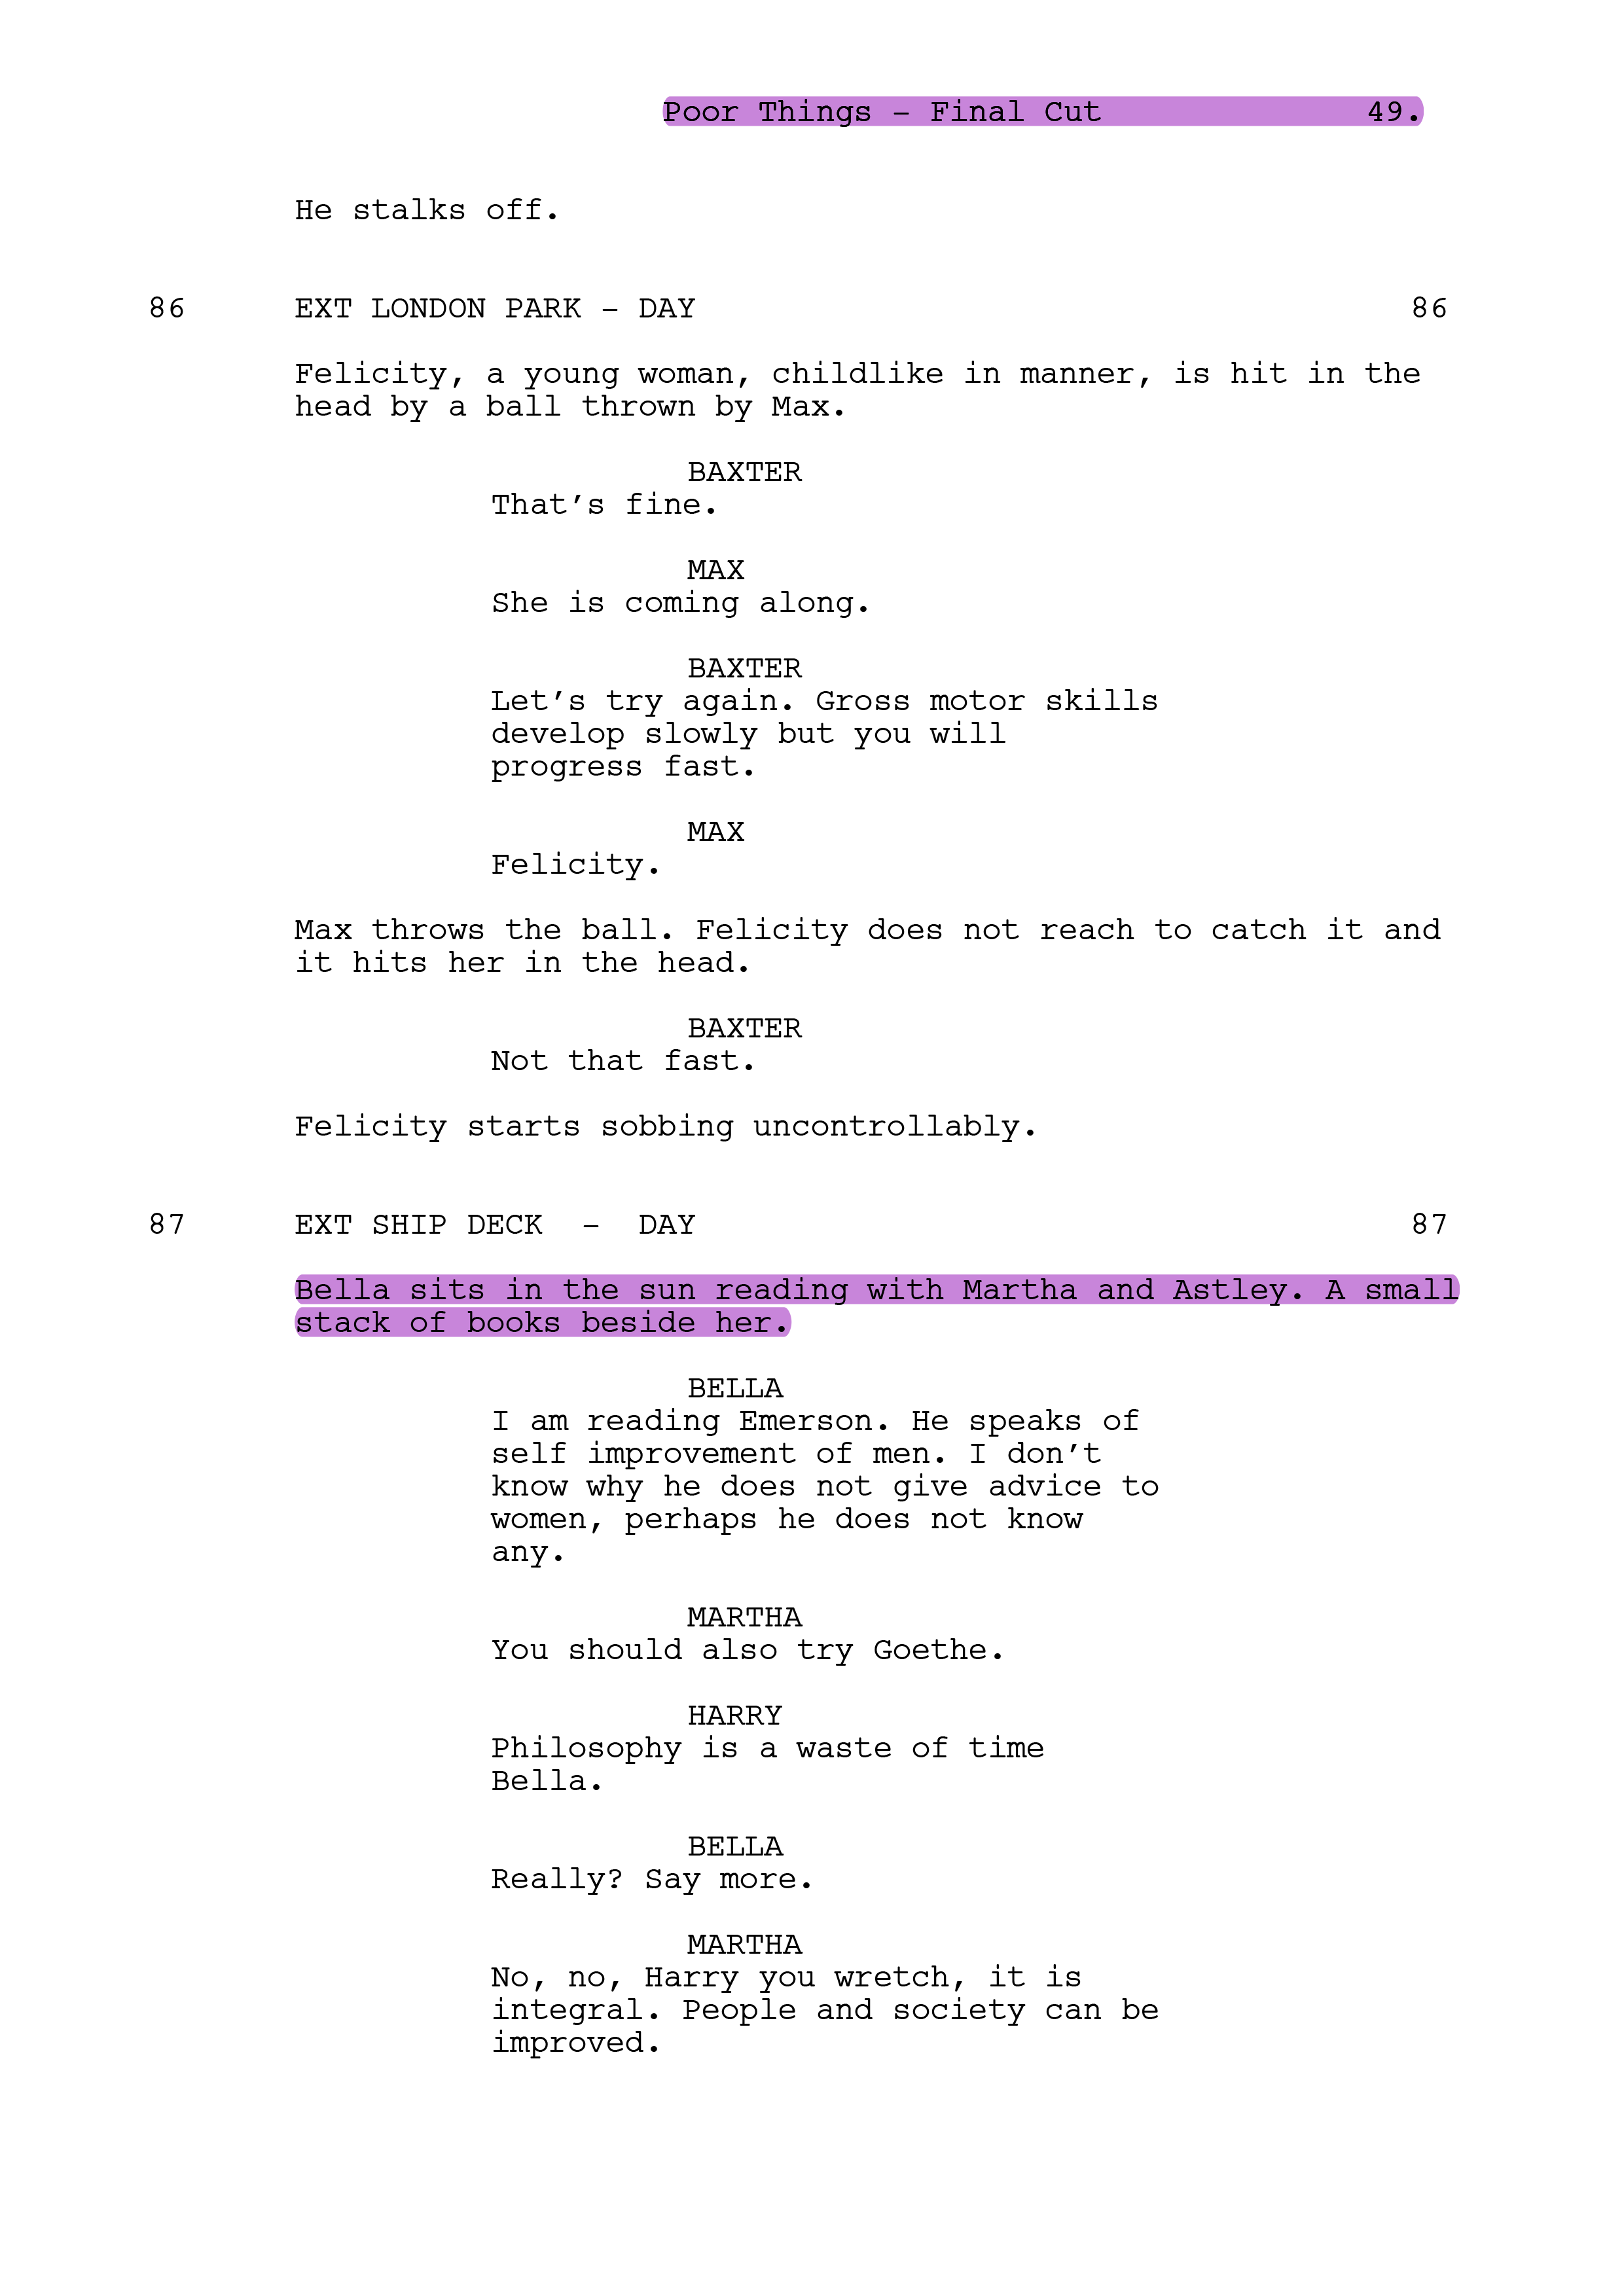 Poor Things – Final Cut 49.
He stalks off.
86 EXT LONDON PARK – DAY 86
Felicity, a young woman, childlike in manner, is hit in the
head by a ball thrown by Max.
BAXTER
That’s fine.
MAX
She is coming along.
BAXTER
Let’s try again. Gross motor skills
develop slowly but you will
progress fast.
MAX
Felicity.
Max throws the ball. Felicity does not reach to catch it and
it hits her in the head.
BAXTER
Not that fast.
Felicity starts sobbing uncontrollably.
87 EXT SHIP DECK – DAY 87
Bella sits in the sun reading with Martha and Astley. A small
stack of books beside her.
BELLA
I am reading Emerson. He speaks of
self improvement of men. I don’t
know why he does not give advice to
women, perhaps he does not know
any.
MARTHA
You should also try Goethe.
HARRY
Philosophy is a waste of time
Bella.
BELLA
Really? Say more.
MARTHA
No, no, Harry you wretch, it is
integral. People and society can be
improved.